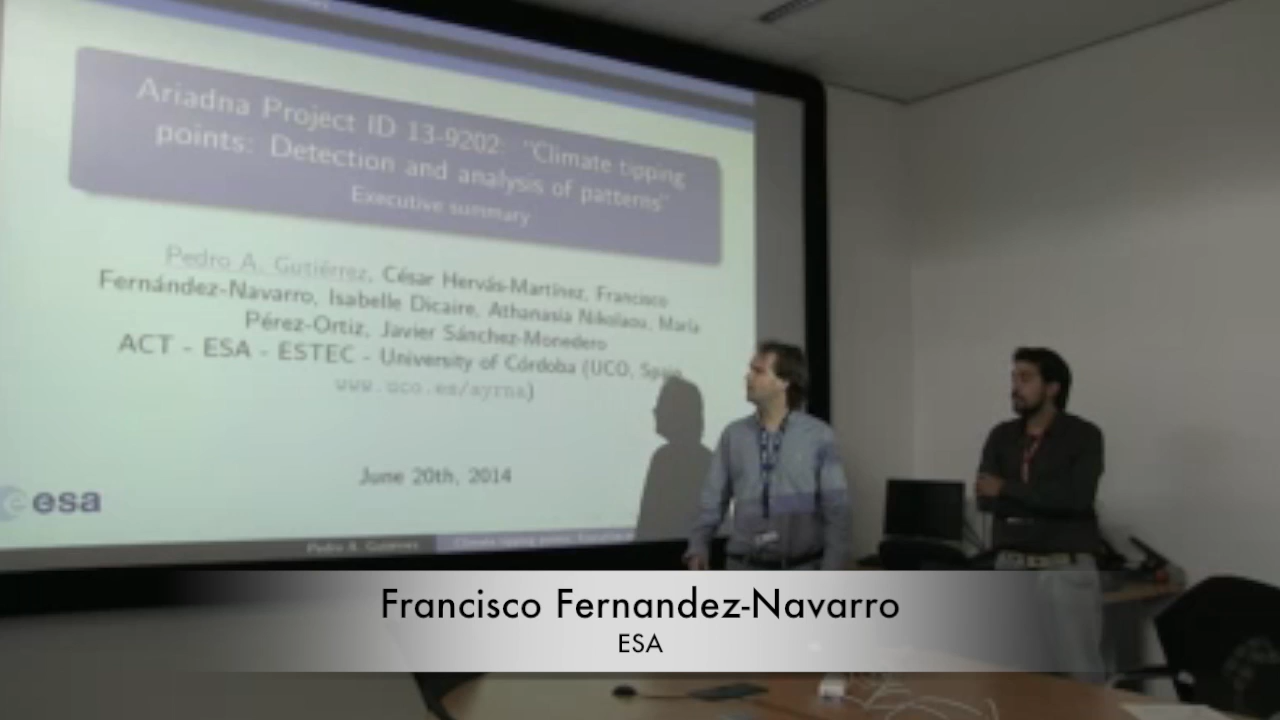 Ariadna Project ID 13-9202: "Climate tipping
points: Detection and analysis of patterns"
Executive summary
Pedro A. Gutiérrez, César Hervás-Martínez, Francisco
Fernández-Navarro, Isabelle Dicaire, Athanasia Nikolaou, María
Pérez-Ortiz, Javier Sánchez-Monedero
ACT - ESA - ESTEC - University of Córdoba (UCO, Spain
www.uco.es/ayrna)
June 20th, 2014
esa
Pedro A. Gutiérrez
Francisco Fernandez-Navarro
ESA